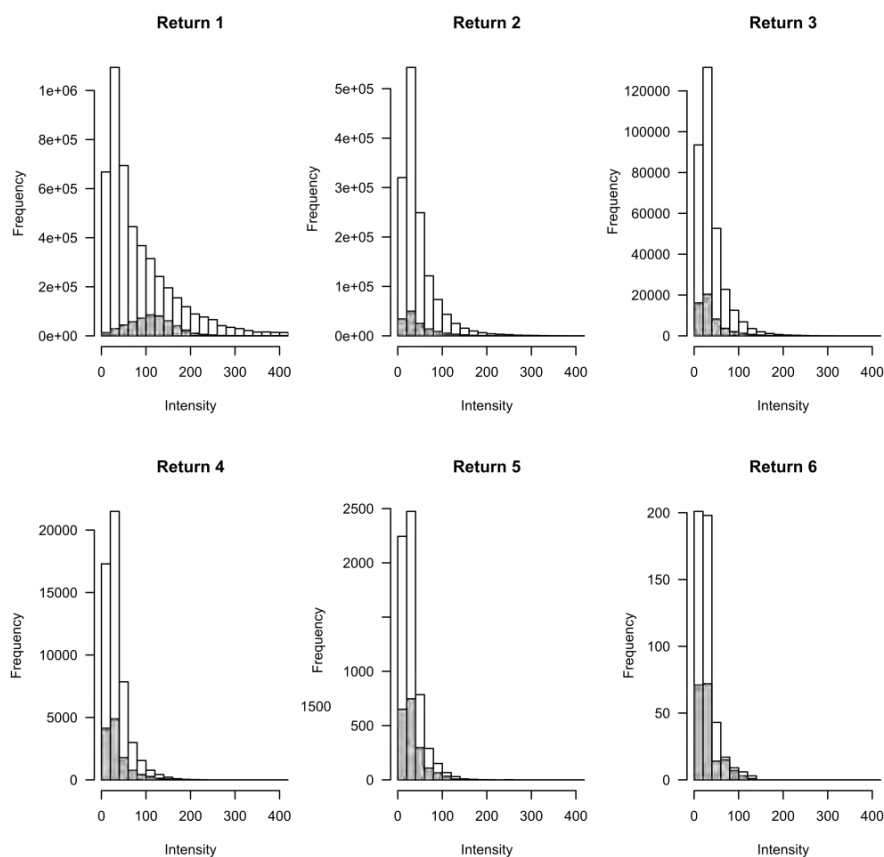 Return 1
Return 2
Return 3
Frequency
1e+06
8e+05
6e+05
4e+05
2e+05
0e+00
0 100 200 300 400
Intensity
Frequency
5e+05
4e+05
3e+05
2e+05
1e+05
0e+00
0 100 200 300 400
Intensity
Frequency
120000
100000
80000
60000
40000
20000
0
0 100 200 300 400
Intensity
Return 4
Return 5
Return 6
Frequency
20000
15000
10000
5000
0
0 100 200 300 400
Intensity
Frequency
2500
2000
1500
1000
500
0
0 100 200 300 400
Intensity
Frequency
200
150
100
50
0
0 100 200 300 400
Intensity